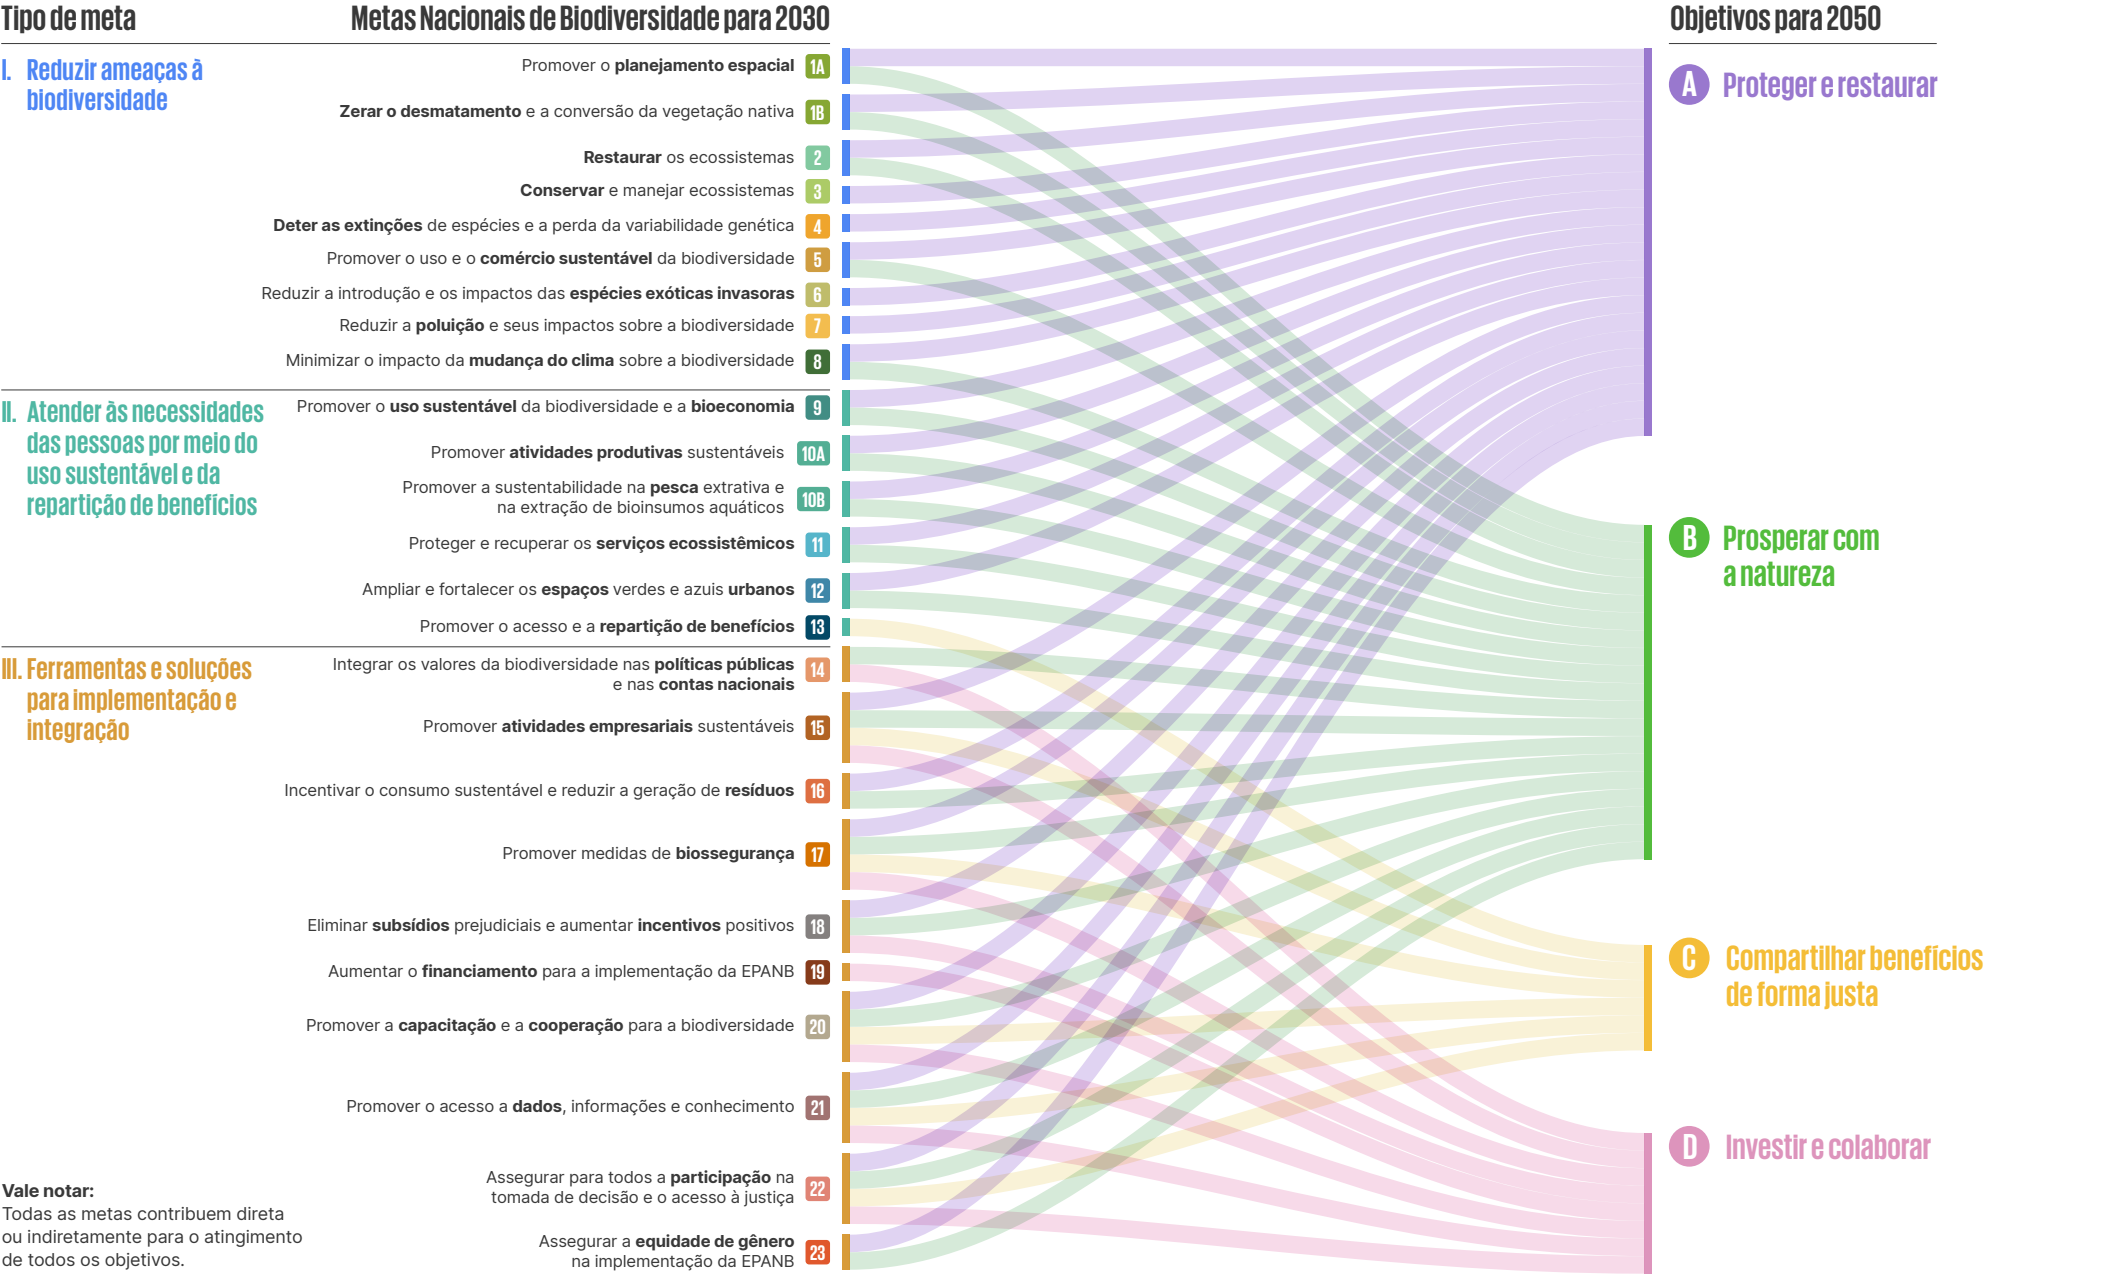 Tipo de meta
Metas Nacionais de Biodiversidade para 2030
Objetivos para 2050
I. Reduzir ameaças à
biodiversidade
Promover o planejamento espacial 1A
Zerar o desmatamento e a conversão da vegetação nativa 1B
Restaurar os ecossistemas 2
Conservar e manejar ecossistemas 3
Deter as extinções de espécies e a perda da variabilidade genética 4
Promover o uso e o comércio sustentável da biodiversidade 5
Reduzir a introdução e os impactos das espécies exóticas invasoras 6
Reduzir a poluição e seus impactos sobre a biodiversidade 7
Minimizar o impacto da mudança do clima sobre a biodiversidade 8
II. Atender às necessidades
das pessoas por meio do
uso sustentável e da
repartição de benefícios
Promover o uso sustentável da biodiversidade e a bioeconomia 9
Promover atividades produtivas sustentáveis 10A
Promover a sustentabilidade na pesca extrativa e
na extração de bioinsumos aquáticos 10B
Proteger e recuperar os serviços ecossistêmicos 11
Ampliar e fortalecer os espaços verdes e azuis urbanos 12
Promover o acesso e a repartição de benefícios 13
III. Ferramentas e soluções
para implementação e
integração
Integrar os valores da biodiversidade nas políticas públicas
e nas contas nacionais 14
Promover atividades empresariais sustentáveis 15
Incentivar o consumo sustentável e reduzir a geração de resíduos 16
Promover medidas de biossegurança 17
Eliminar subsídios prejudiciais e aumentar incentivos positivos 18
Aumentar o financiamento para a implementação da EPANB 19
Promover a capacitação e a cooperação para a biodiversidade 20
Promover o acesso a dados, informações e conhecimento 21
Assegurar para todos a participação na
tomada de decisão e o acesso à justiça 22
Assegurar a equidade de gênero
na implementação da EPANB 23
Vale notar:
Todas as metas contribuem direta
ou indiretamente para o atingimento
de todos os objetivos.
A Proteger e restaurar
B Prosperar com
a natureza
C Compartilhar benefícios
de forma justa
D Investir e colaborar